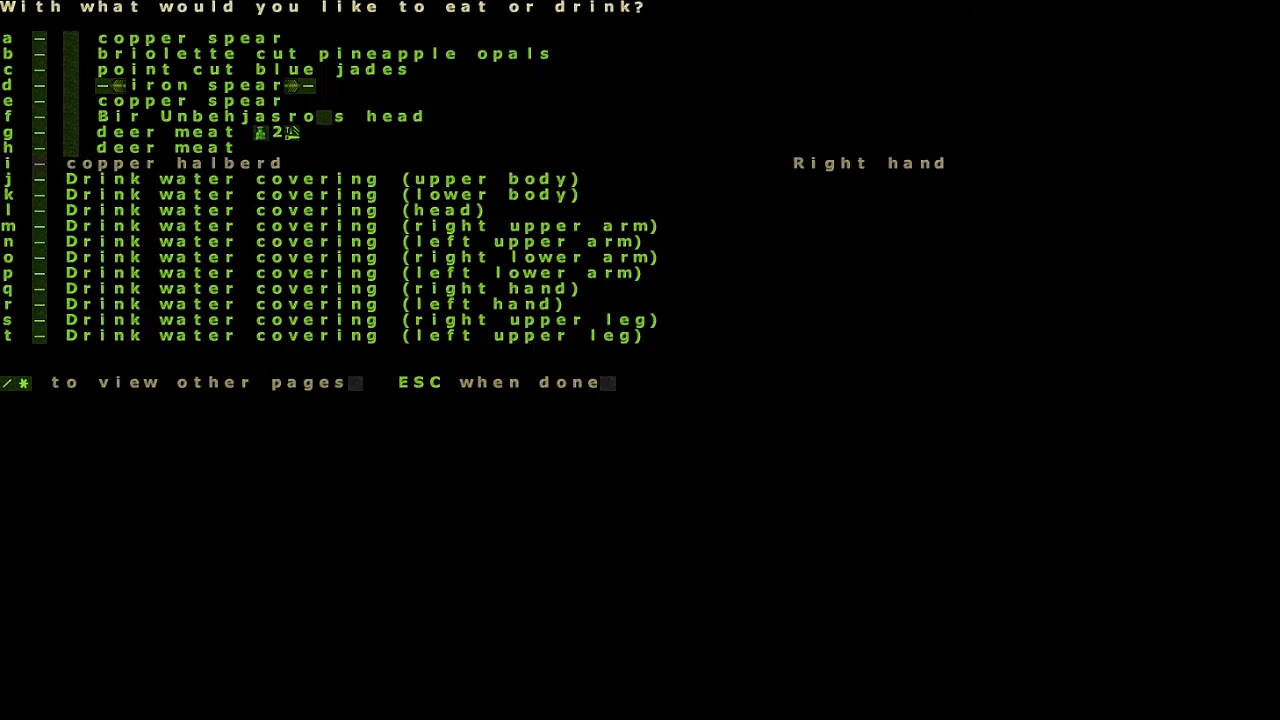 With what would you like to eat or drink?
a - copper spear
b - briolette cut pineapple opals
c - point cut blue jades
d - -iron spear-
e - copper spear
f - Bir Unbehjasro s head
g - deer meat 2
h - deer meat
i - copper halberd Right hand
j - Drink water covering (upper body)
k - Drink water covering (lower body)
l - Drink water covering (head)
m - Drink water covering (right upper arm)
n - Drink water covering (left upper arm)
o - Drink water covering (right lower arm)
p - Drink water covering (left lower arm)
q - Drink water covering (right hand)
r - Drink water covering (left hand)
s - Drink water covering (right upper leg)
t - Drink water covering (left upper leg)
/* to view other pages ESC when done